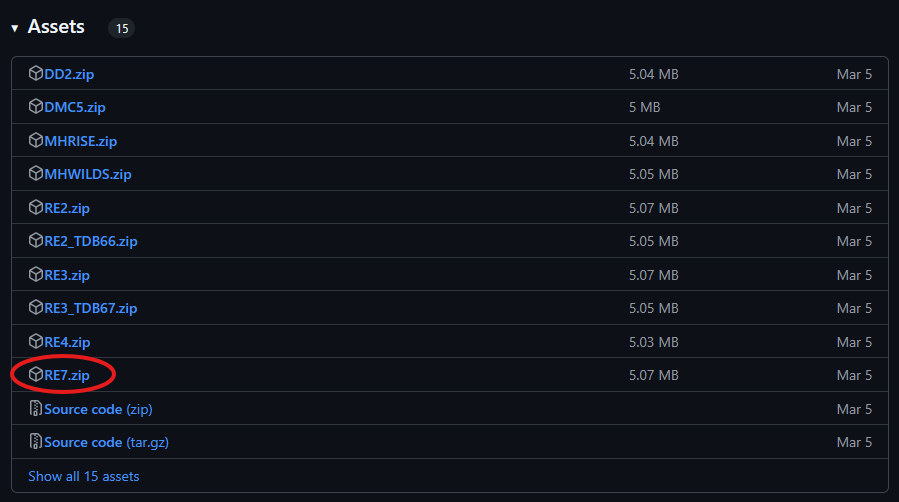 Assets 15
DD2.zip 5.04 MB Mar 5
DMC5.zip 5 MB Mar 5
MHRISE.zip 5.04 MB Mar 5
MHWILDS.zip 5.05 MB Mar 5
RE2.zip 5.07 MB Mar 5
RE2_TDB66.zip 5.05 MB Mar 5
RE3.zip 5.07 MB Mar 5
RE3_TDB67.zip 5.05 MB Mar 5
RE4.zip 5.03 MB Mar 5
RE7.zip 5.07 MB Mar 5
Source code (zip) Mar 5
Source code (tar.gz) Mar 5
Show all 15 assets